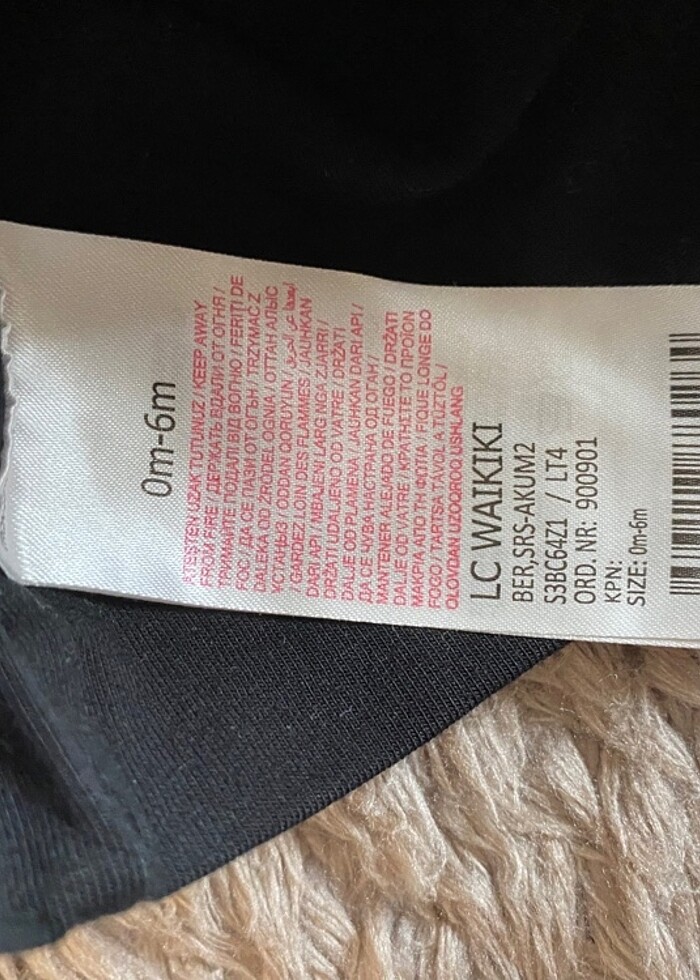 0m-6m
ATEŞTEN UZAK TUTUNUZ / KEEP AWAY
FROM FIRE / ДЕРЖАТЬ ВДАЛИ ОТ ОГНЯ /
ТРИМАЙТЕ ПОДАЛІ ВІД ВОГНЮ / FERIȚI DE
FOC / ДА СЕ ПАЗИ ОТ ОГЪН / TRZYMAĆ Z
DALEKA OD ŹRÓDEŁ OGNIA / ОТТАН АЛЫС
ҰСТАНЫЗ / ODDAN QORUYUN / أبعدها عن الحريق
/ GARDEZ LOIN DES FLAMMES / JAUHKAN
DARI API / MBAJENI LARG NGA ZJARRI /
DRŽATI UDALJENO OD VATRE / DRŽATI
DALJE OD PLAMENA / JAUHKAN DARI API /
ДА СЕ ЧУВА НАСТРАНА ОД ОГАН /
MANTENER ALEJADO DE FUEGO / DRŽATI
DALJE OD VATRE / ΚΡΑΤΗΣΤΕ ΤΟ ΠΡΟΪΟΝ
ΜΑΚΡΙΑ ΑΠΟ ΤΗ ΦΩΤΙΑ / FIQUE LONGE DO
FOGO / TARTSA TÁVOL A TŰZTŐL /
OLOVDAN UZOQROQ USHLANG
LC WAIKIKI
BER,SRS-AKUM2
S3BC64Z1 / LT4
ORD. NR: 900901
KPN:
SIZE: 0m-6m